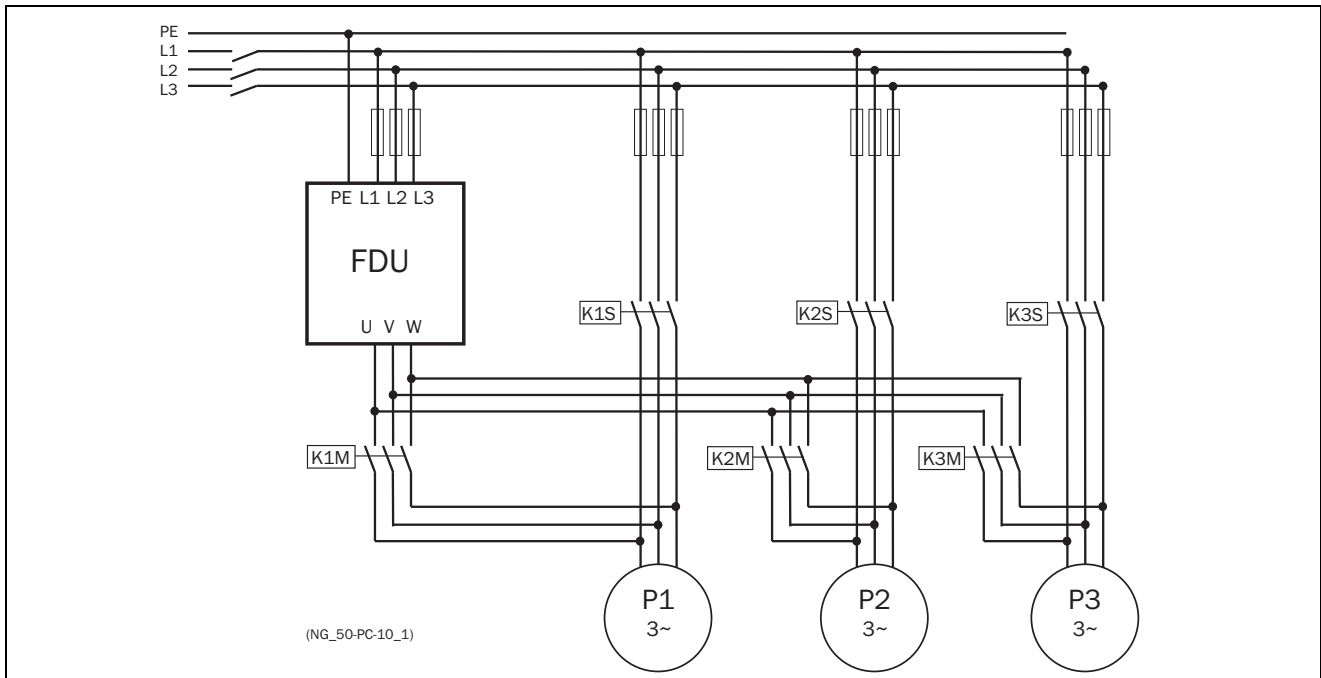 PE
L1
L2
L3
PE L1 L2 L3
FDU
U V W
K1S
K2S
K3S
K1M
K2M
K3M
P1
3~
P2
3~
P3
3~
(NG_50-PC-10_1)